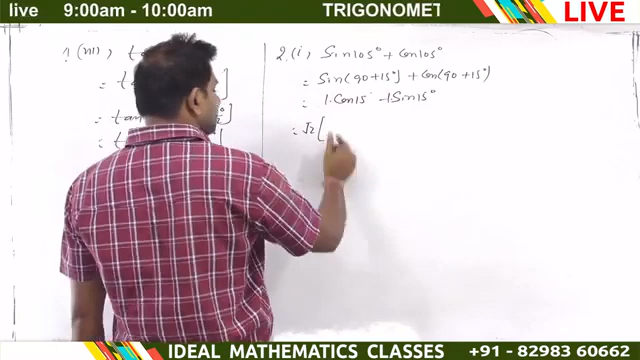 live 9:00am - 10:00am TRIGONOMET LIVE
1.(vii)
2.(i) Sin105° + Cos105°
= Sin(90+15°) + Cos(90+15°)
= 1.Cos15 - 1Sin15°
= √2[
IDEAL MATHEMATICS CLASSES +91 - 82983 60662